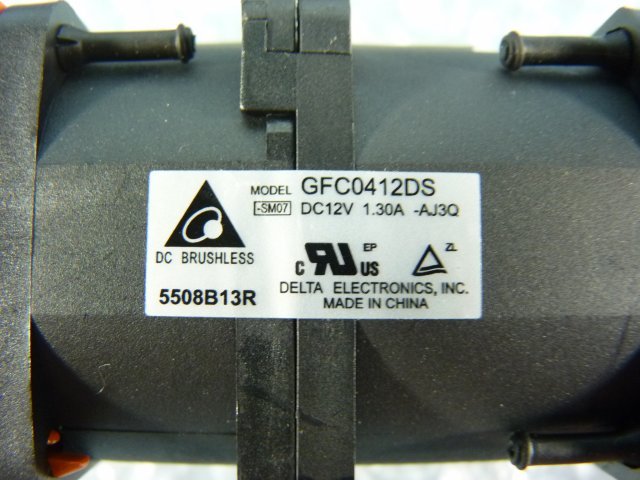 MODEL GFC0412DS
-SM07 DC12V 1.30A -AJ3Q
DC BRUSHLESS
c RU US EP
ZL
5508B13R
DELTA ELECTRONICS, INC.
MADE IN CHINA